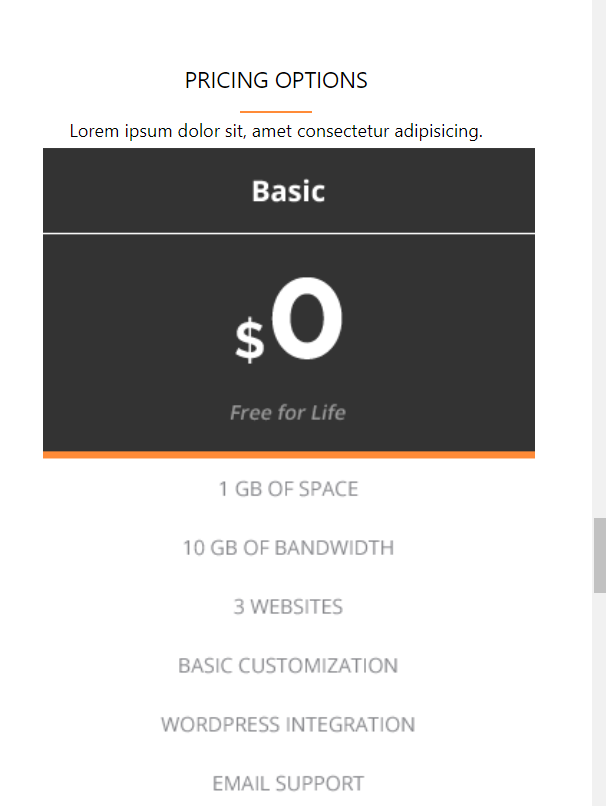 PRICING OPTIONS
Lorem ipsum dolor sit, amet consectetur adipisicing.
Basic
$0
Free for Life
1 GB OF SPACE
10 GB OF BANDWIDTH
3 WEBSITES
BASIC CUSTOMIZATION
WORDPRESS INTEGRATION
EMAIL SUPPORT